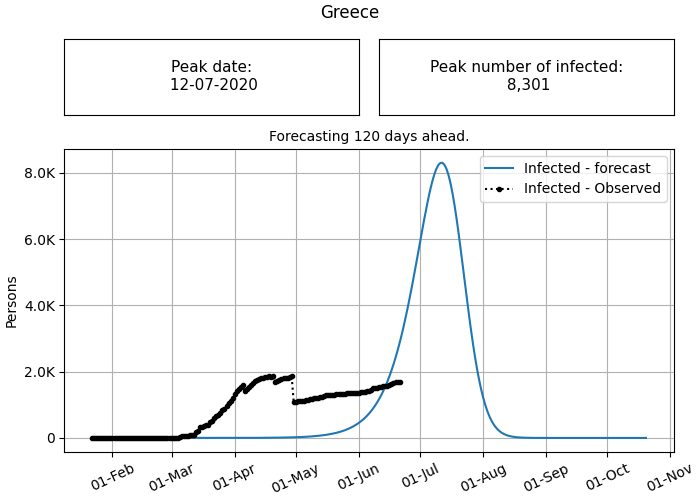 Greece
Peak date:
12-07-2020
Peak number of infected:
8,301
Forecasting 120 days ahead.
Infected - forecast
Infected - Observed
8.0K
6.0K
4.0K
2.0K
0
Persons
01-Feb
01-Mar
01-Apr
01-May
01-Jun
01-Jul
01-Aug
01-Sep
01-Oct
01-Nov